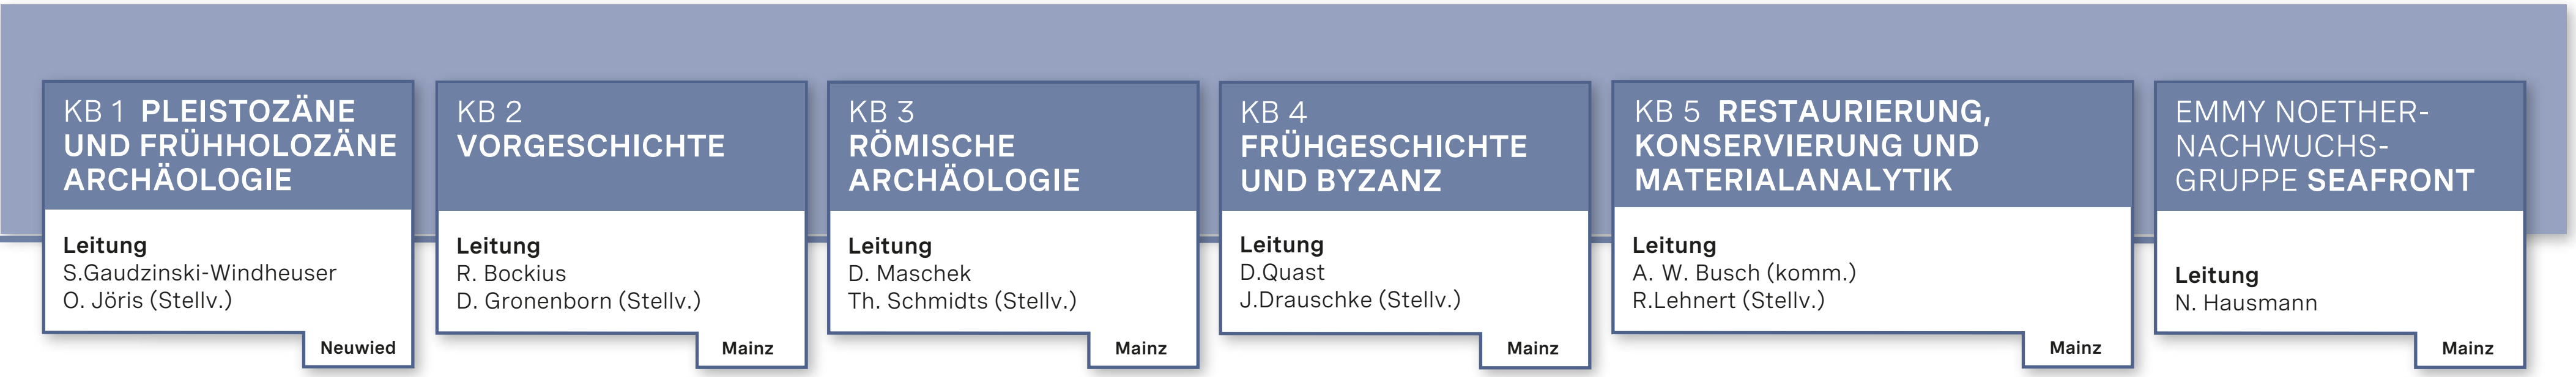 KB 1 PLEISTOZÄNE
UND FRÜHHOLOZÄNE
ARCHÄOLOGIE
Leitung
S.Gaudzinski-Windheuser
O. Jöris (Stellv.)
Neuwied
KB 2
VORGESCHICHTE
Leitung
R. Bockius
D. Gronenborn (Stellv.)
Mainz
KB 3
RÖMISCHE
ARCHÄOLOGIE
Leitung
D. Maschek
Th. Schmidts (Stellv.)
Mainz
KB 4
FRÜHGESCHICHTE
UND BYZANZ
Leitung
D.Quast
J.Drauschke (Stellv.)
Mainz
KB 5 RESTAURIERUNG,
KONSERVIERUNG UND
MATERIALANALYTIK
Leitung
A. W. Busch (komm.)
R.Lehnert (Stellv.)
Mainz
EMMY NOETHER-
NACHWUCHS-
GRUPPE SEAFRONT
Leitung
N. Hausmann
Mainz